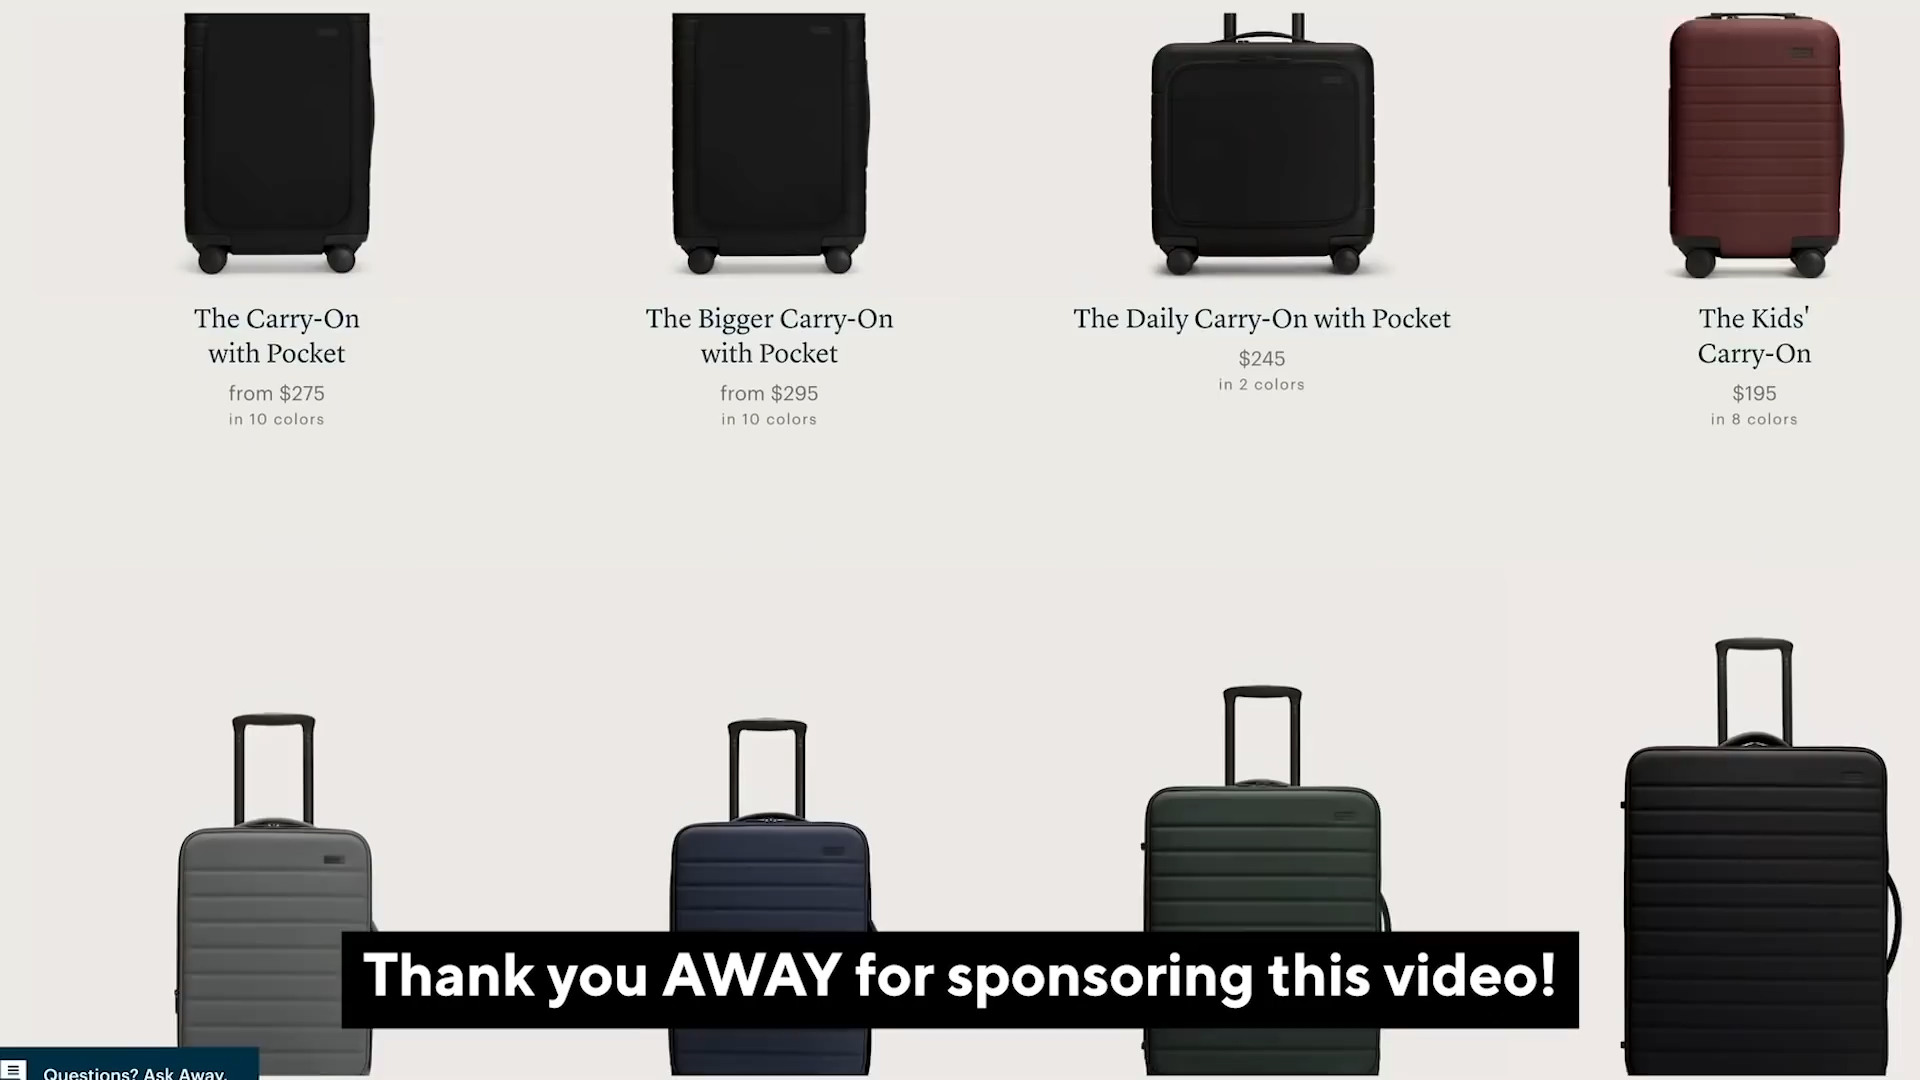 The Carry-On
with Pocket
from $275
in 10 colors
The Bigger Carry-On
with Pocket
from $295
in 10 colors
The Daily Carry-On with Pocket
$245
in 2 colors
The Kids'
Carry-On
$195
in 8 colors
Thank you AWAY for sponsoring this video!
Questions? Ask Away.